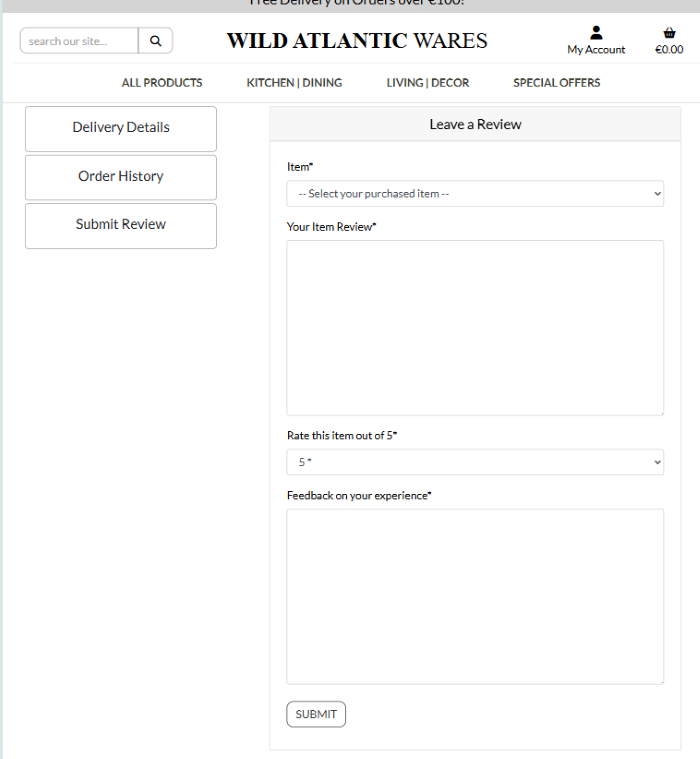 Free Delivery on Orders over €100!
search our site...
WILD ATLANTIC WARES
My Account
€0.00
ALL PRODUCTS
KITCHEN | DINING
LIVING | DECOR
SPECIAL OFFERS
Delivery Details
Order History
Submit Review
Leave a Review
Item*
-- Select your purchased item --
Your Item Review*
Rate this item out of 5*
5 *
Feedback on your experience*
SUBMIT